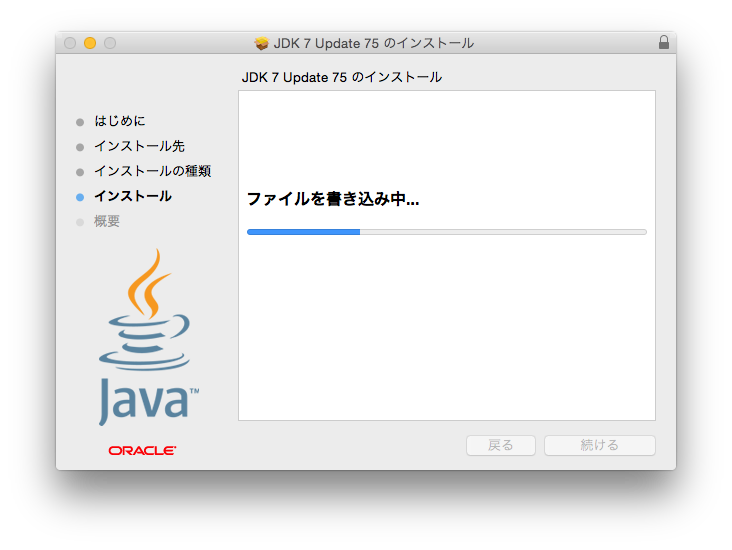 JDK 7 Update 75 のインストール
JDK 7 Update 75 のインストール
はじめに
インストール先
インストールの種類
インストール
概要
ファイルを書き込み中...
Java™
ORACLE
戻る
続ける